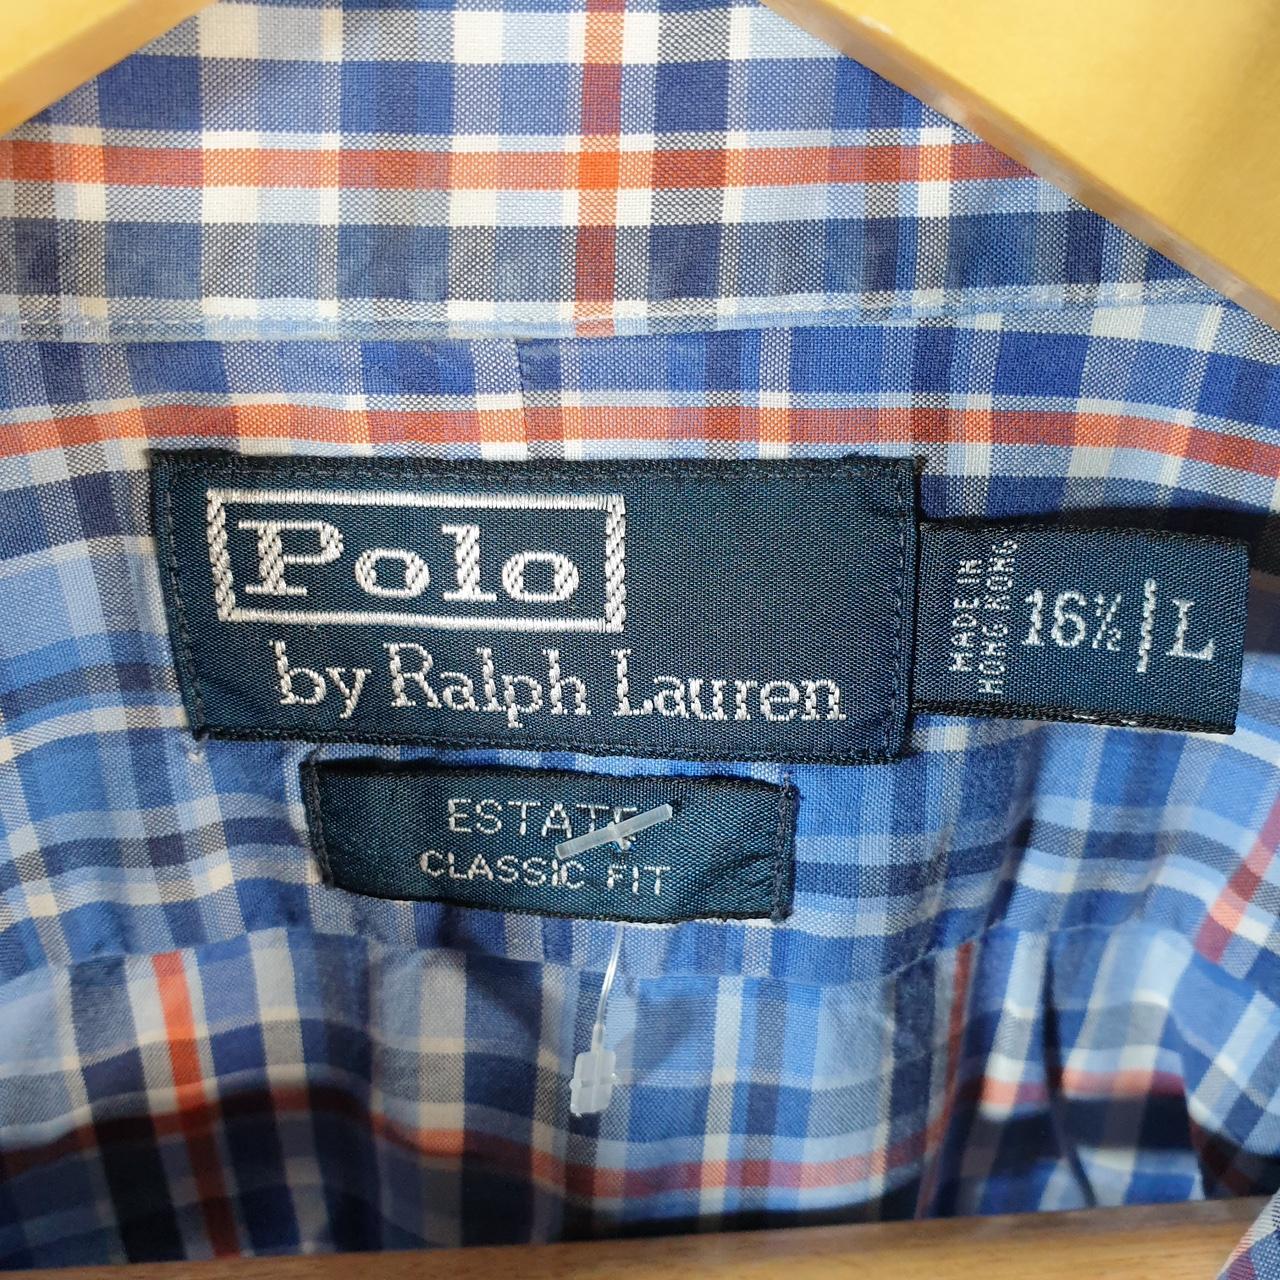 Polo
by Ralph Lauren
MADE IN
HONG KONG
16½ | L
ESTATE
CLASSIC FIT